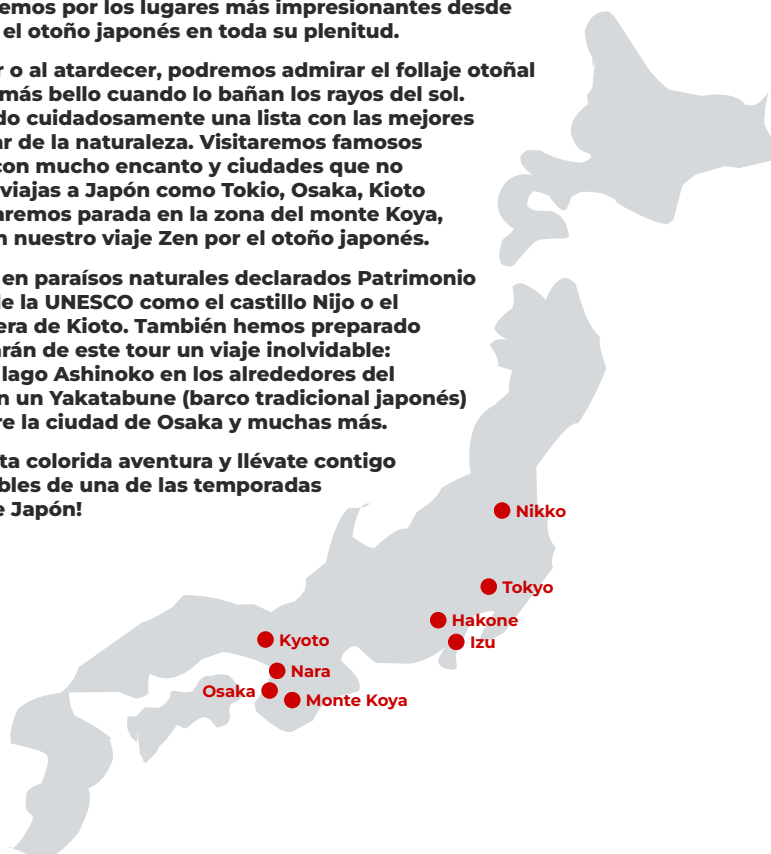 emos por los lugares más impresionantes desde
el otoño japonés en toda su plenitud.
r o al atardecer, podremos admirar el follaje otoñal
más bello cuando lo bañan los rayos del sol.
do cuidadosamente una lista con las mejores
ar de la naturaleza. Visitaremos famosos
con mucho encanto y ciudades que no
viajas a Japón como Tokio, Osaka, Kioto
aremos parada en la zona del monte Koya,
n nuestro viaje Zen por el otoño japonés.
en paraísos naturales declarados Patrimonio
de la UNESCO como el castillo Nijo o el
era de Kioto. También hemos preparado
arán de este tour un viaje inolvidable:
lago Ashinoko en los alrededores del
n un Yakatabune (barco tradicional japonés)
re la ciudad de Osaka y muchas más.
ta colorida aventura y llévate contigo
bles de una de las temporadas
e Japón!
Nikko
Tokyo
Hakone
Izu
Kyoto
Nara
Osaka
Monte Koya